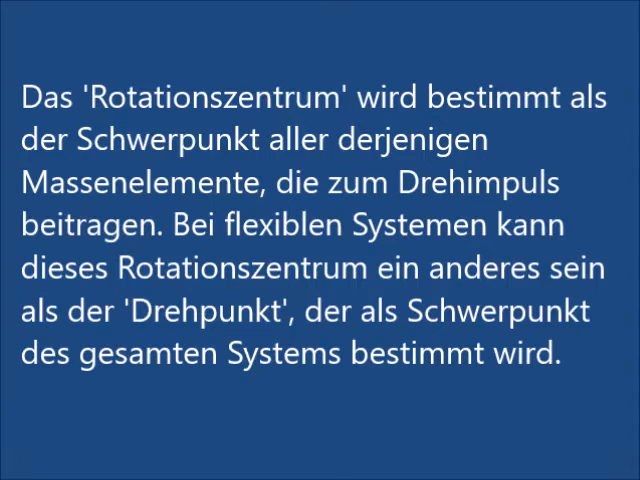 Das 'Rotationszentrum' wird bestimmt als
der Schwerpunkt aller derjenigen
Massenelemente, die zum Drehimpuls
beitragen. Bei flexiblen Systemen kann
dieses Rotationszentrum ein anderes sein
als der 'Drehpunkt', der als Schwerpunkt
des gesamten Systems bestimmt wird.